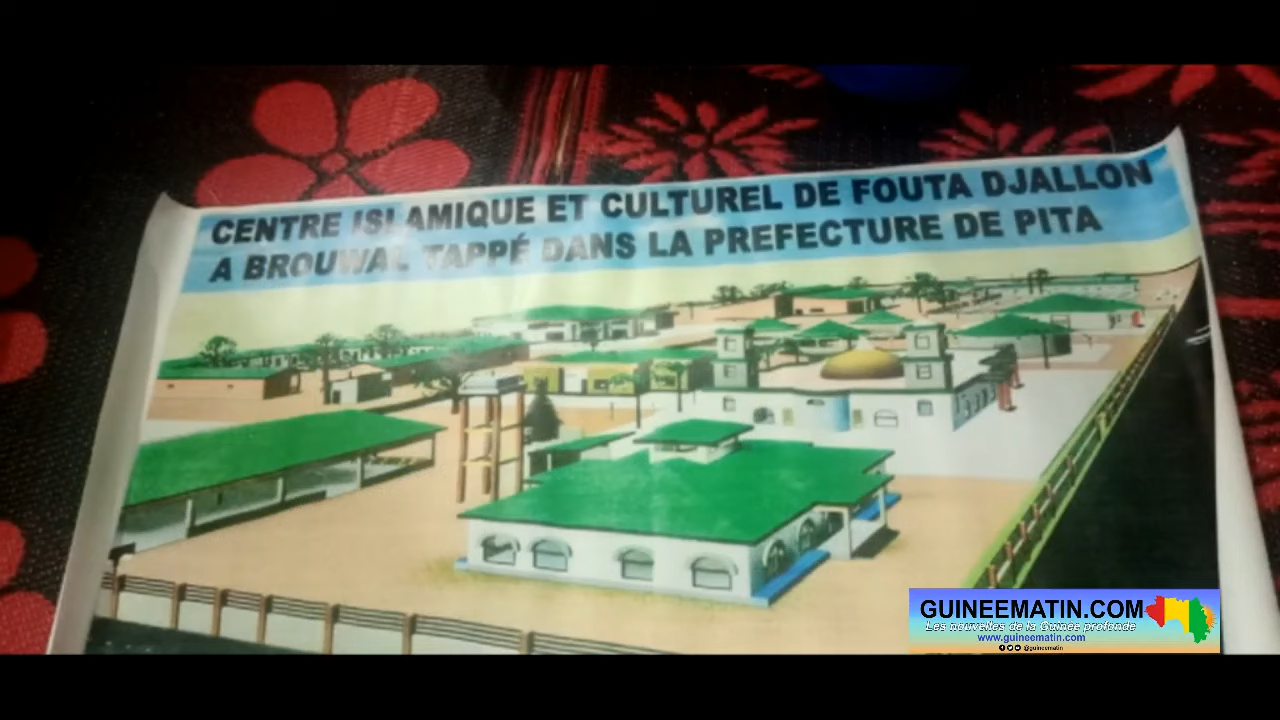 CENTRE ISLAMIQUE ET CULTUREL DE FOUTA DJALLON
A BROUWAL TAPPÉ DANS LA PREFECTURE DE PITA
GUINEEMATIN.COM
Les nouvelles de la Guinée profonde
www.guineematin.com
@guineematin